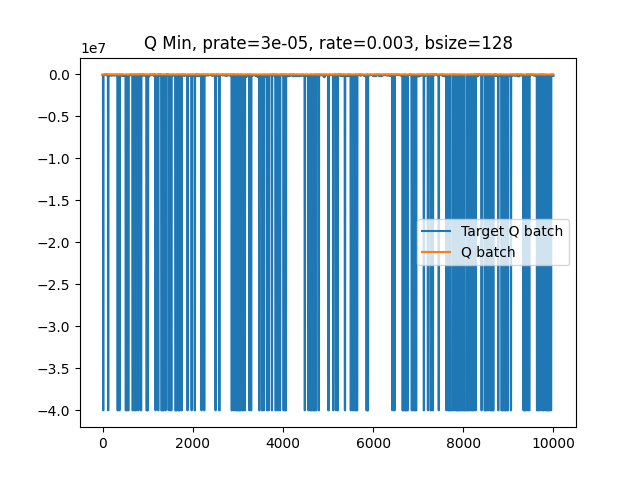 Q Min, prate=3e-05, rate=0.003, bsize=128
1e7
0.0
−0.5
−1.0
−1.5
−2.0
−2.5
−3.0
−3.5
−4.0
Target Q batch
Q batch
0 2000 4000 6000 8000 10000